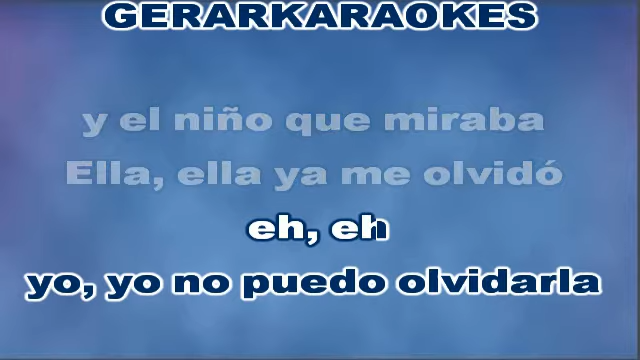 GERARKARAOKES
y el niño que miraba
Ella, ella ya me olvidó
eh, eh
yo, yo no puedo olvidarla